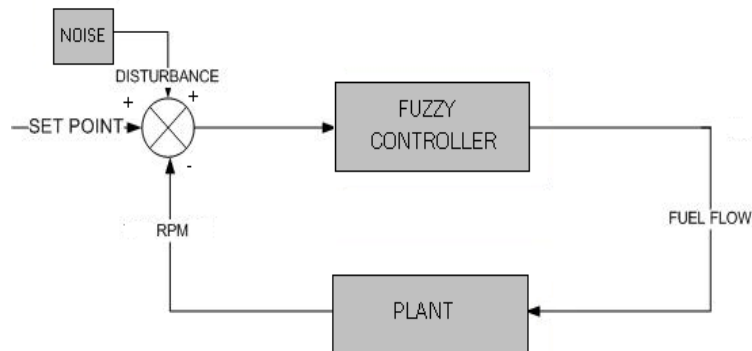 NOISE
DISTURBANCE
+ +
SET POINT
-
FUZZY
CONTROLLER
RPM
FUEL FLOW
PLANT